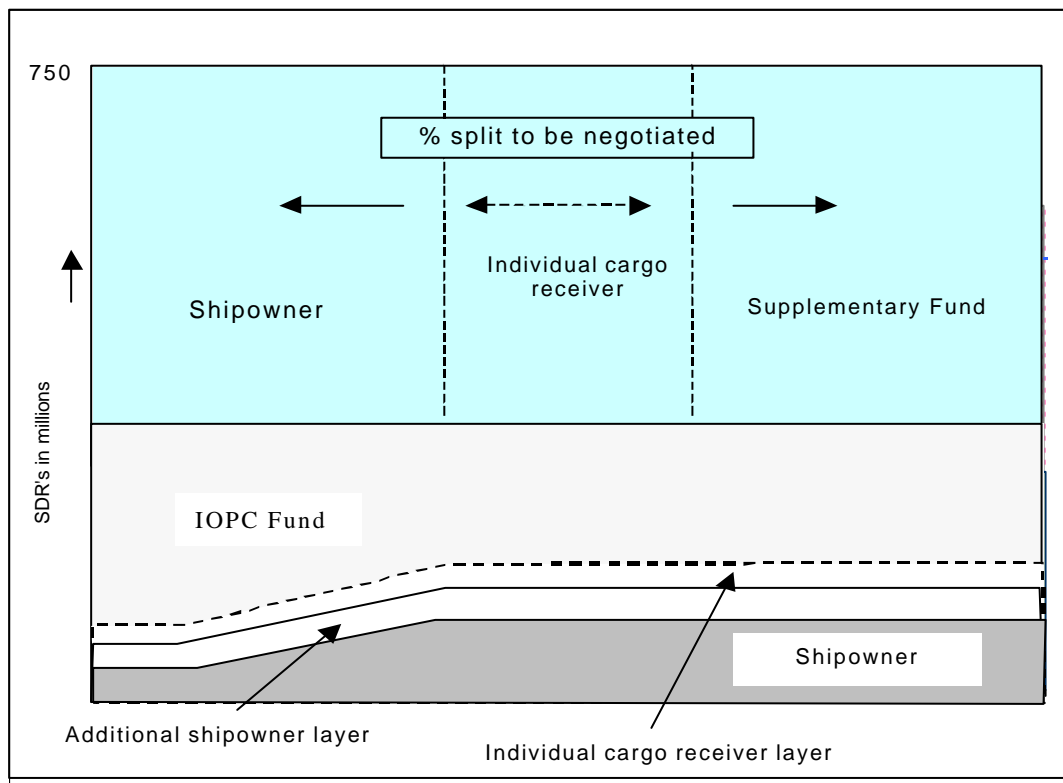 750
% split to be negotiated
Individual cargo
receiver
Shipowner
Supplementary Fund
SDR's in millions
IOPC Fund
Shipowner
Additional shipowner layer
Individual cargo receiver layer